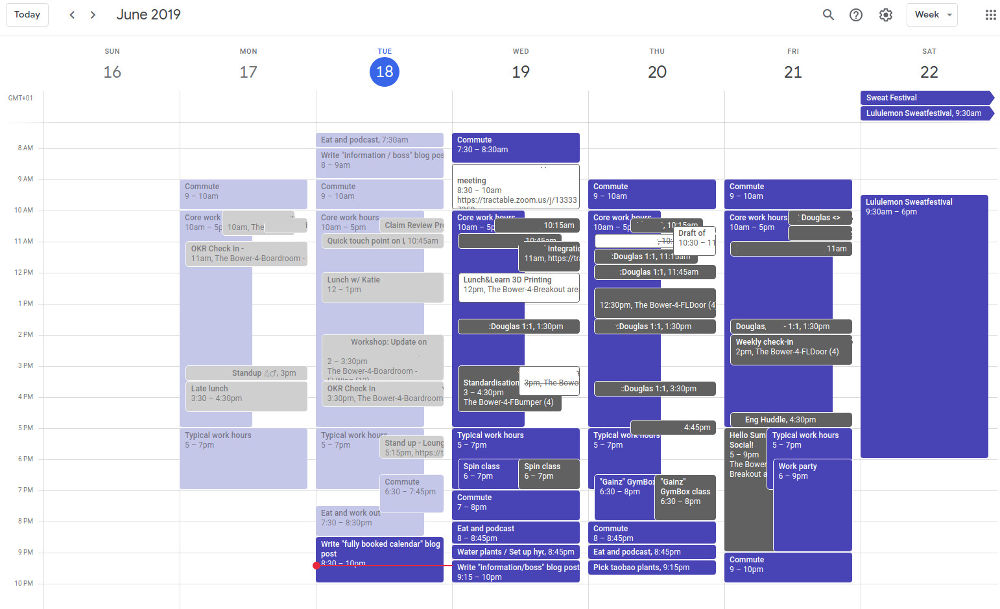 Today
June 2019
Week
SUN
16
MON
17
TUE
18
WED
19
THU
20
FRI
21
SAT
22
GMT+01
Sweat Festival
Lululemon Sweatfestival, 9:30am
8 AM
9 AM
10 AM
11 AM
12 PM
1 PM
2 PM
3 PM
4 PM
5 PM
6 PM
7 PM
8 PM
9 PM
10 PM
Commute
9 – 10am
Core work
10am – 5p
10am, The
OKR Check In -
11am, The Bower-4-Boardroom -
Standup
, 3pm
Late lunch
3:30 – 4:30pm
Typical work hours
5 – 7pm
Eat and podcast, 7:30am
Write "information / boss" blog pos
8 – 9am
Commute
9 – 10am
Core work hours
10am – 5pm
Claim Review Pr
Quick touch point on
10:45am
Lunch w/ Katie
12 – 1pm
Workshop: Update on
2 – 3:30pm
The Bower-4-Boardroom -
OKR Check In
3:30pm, The Bower-4-Boardroom
Typical work hours
5 – 7pm
Stand up - Loung
5:15pm, https://t
Commute
6:30 – 7:45pm
Eat and work out
7:30 – 8:30pm
Write "fully booked calendar" blog
post
8:30 – 10pm
Commute
7:30 – 8:30am
meeting
8:30 – 10am
https://tractable.zoom.us/j/13333
Core work hours
10am – 5p
10:15am
10:45am
Integratio
11am, https://tr
Lunch&Learn 3D Printing
12pm, The Bower-4-Breakout area
:Douglas 1:1, 1:30pm
Standardisation
3 – 4:30pm
The Bower-4-FBumper (4)
3pm, The Bowe
Typical work hours
5 – 7pm
Spin class
6 – 7pm
Spin class
6 – 7pm
Commute
7 – 8pm
Eat and podcast
8 – 8:45pm
Water plants / Set up hyc, 8:45pm
Write "information/boss" blog post
9:15 – 10pm
Commute
9 – 10am
Core work hours
10am – 5p
10:15am
, 10:
Draft of
10:30 – 11
:Douglas 1:1, 11:15am
:Douglas 1:1, 11:45am
12:30pm, The Bower-4-FLDoor (4
:Douglas 1:1, 1:30pm
:Douglas 1:1, 3:30pm
4:45pm
Typical work hours
5 – 7pm
"Gainz" GymBox
6:30 – 8pm
"Gainz"
GymBox class
6:30 – 8pm
Commute
8 – 8:45pm
Eat and podcast, 8:45pm
Pick taobao plants, 9:15pm
Commute
9 – 10am
Core work hours
10am – 5pm
Douglas <>
11am
Douglas,
- 1:1, 1:30pm
Weekly check-in
2pm, The Bower-4-FLDoor (4)
Eng Huddle, 4:30pm
Hello Sum
Social!
5 – 9pm
The Bower
Breakout a
Typical work hours
5 – 7pm
Work party
6 – 9pm
Commute
9 – 10pm
Lululemon Sweatfestival
9:30am – 6pm